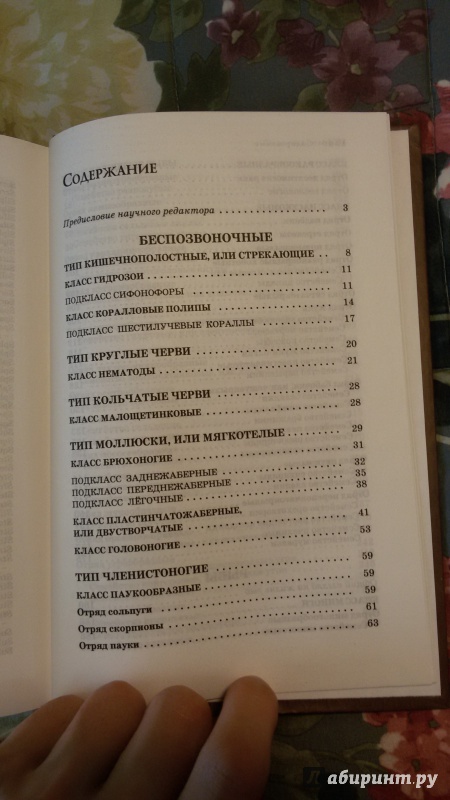 СОДЕРЖАНИЕ
Предисловие научного редактора . . . . . . . . . . . . . . . . . 3
БЕСПОЗВОНОЧНЫЕ
ТИП КИШЕЧНОПОЛОСТНЫЕ, ИЛИ СТРЕКАЮЩИЕ . . 8
КЛАСС ГИДРОЗОИ . . . . . . . . . . . . . . . . . 11
ПОДКЛАСС СИФОНОФОРЫ . . . . . . . . . . . . . . . . . 11
КЛАСС КОРАЛЛОВЫЕ ПОЛИПЫ . . . . . . . . . . . . . . . . . 14
ПОДКЛАСС ШЕСТИЛУЧЕВЫЕ КОРАЛЛЫ . . . . . . . . . . . . . . 17
ТИП КРУГЛЫЕ ЧЕРВИ . . . . . . . . . . . . . . . . . 20
КЛАСС НЕМАТОДЫ . . . . . . . . . . . . . . . . . 21
ТИП КОЛЬЧАТЫЕ ЧЕРВИ . . . . . . . . . . . . . . . . . 28
КЛАСС МАЛОЩЕТИНКОВЫЕ . . . . . . . . . . . . . . . . . 28
ТИП МОЛЛЮСКИ, ИЛИ МЯГКОТЕЛЫЕ . . . . . . . . . 29
КЛАСС БРЮХОНОГИЕ . . . . . . . . . . . . . . . . . 31
ПОДКЛАСС ЗАДНЕЖАБЕРНЫЕ . . . . . . . . . . . . . . . . . 32
ПОДКЛАСС ПЕРЕДНЕЖАБЕРНЫЕ . . . . . . . . . . . . . . . . . 35
ПОДКЛАСС ЛЁГОЧНЫЕ . . . . . . . . . . . . . . . . . 38
КЛАСС ПЛАСТИНЧАТОЖАБЕРНЫЕ,
ИЛИ ДВУСТВОРЧАТЫЕ . . . . . . . . . . . . . . . . . 41
КЛАСС ГОЛОВОНОГИЕ . . . . . . . . . . . . . . . . . 53
ТИП ЧЛЕНИСТОНОГИЕ . . . . . . . . . . . . . . . . . 59
КЛАСС ПАУКООБРАЗНЫЕ . . . . . . . . . . . . . . . . . 59
Отряд сольпуги . . . . . . . . . . . . . . . . . 59
Отряд скорпионы . . . . . . . . . . . . . . . . . 61
Отряд пауки . . . . . . . . . . . . . . . . . 63
Лабиринт.ру